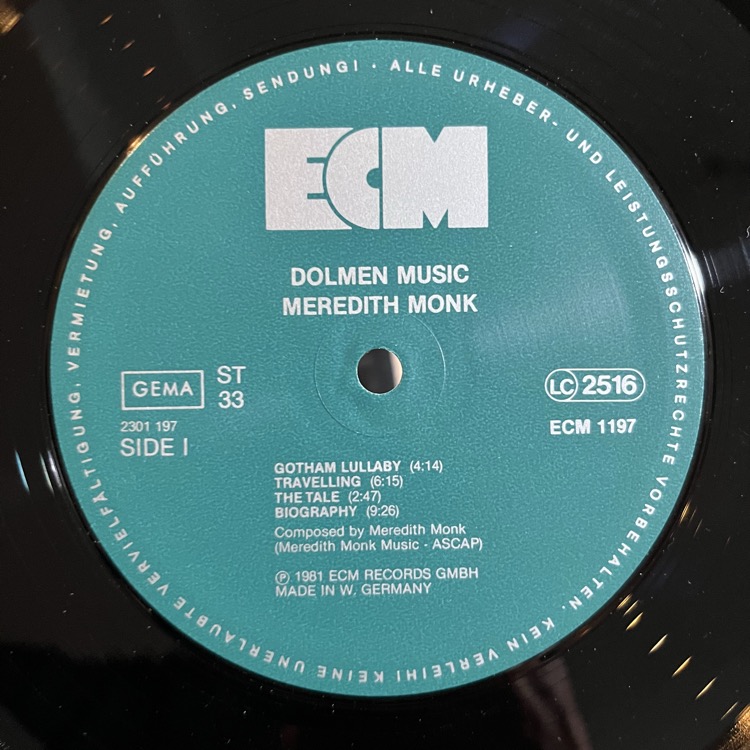 ALLE URHEBER- UND LEISTUNGSSCHUTZRECHTE VORBEHALTEN. KEIN VERLEIH! KEINE UNERLAUBTE VERVIELFÄLTIGUNG, VERMIETUNG, AUFFÜHRUNG, SENDUNG! ·
ECM
DOLMEN MUSIC
MEREDITH MONK
GEMA
ST
33
LC 2516
2301 197
SIDE I
ECM 1197
GOTHAM LULLABY (4:14)
TRAVELLING (6:15)
THE TALE (2:47)
BIOGRAPHY (9:26)
Composed by Meredith Monk
(Meredith Monk Music - ASCAP)
℗ 1981 ECM RECORDS GMBH
MADE IN W. GERMANY